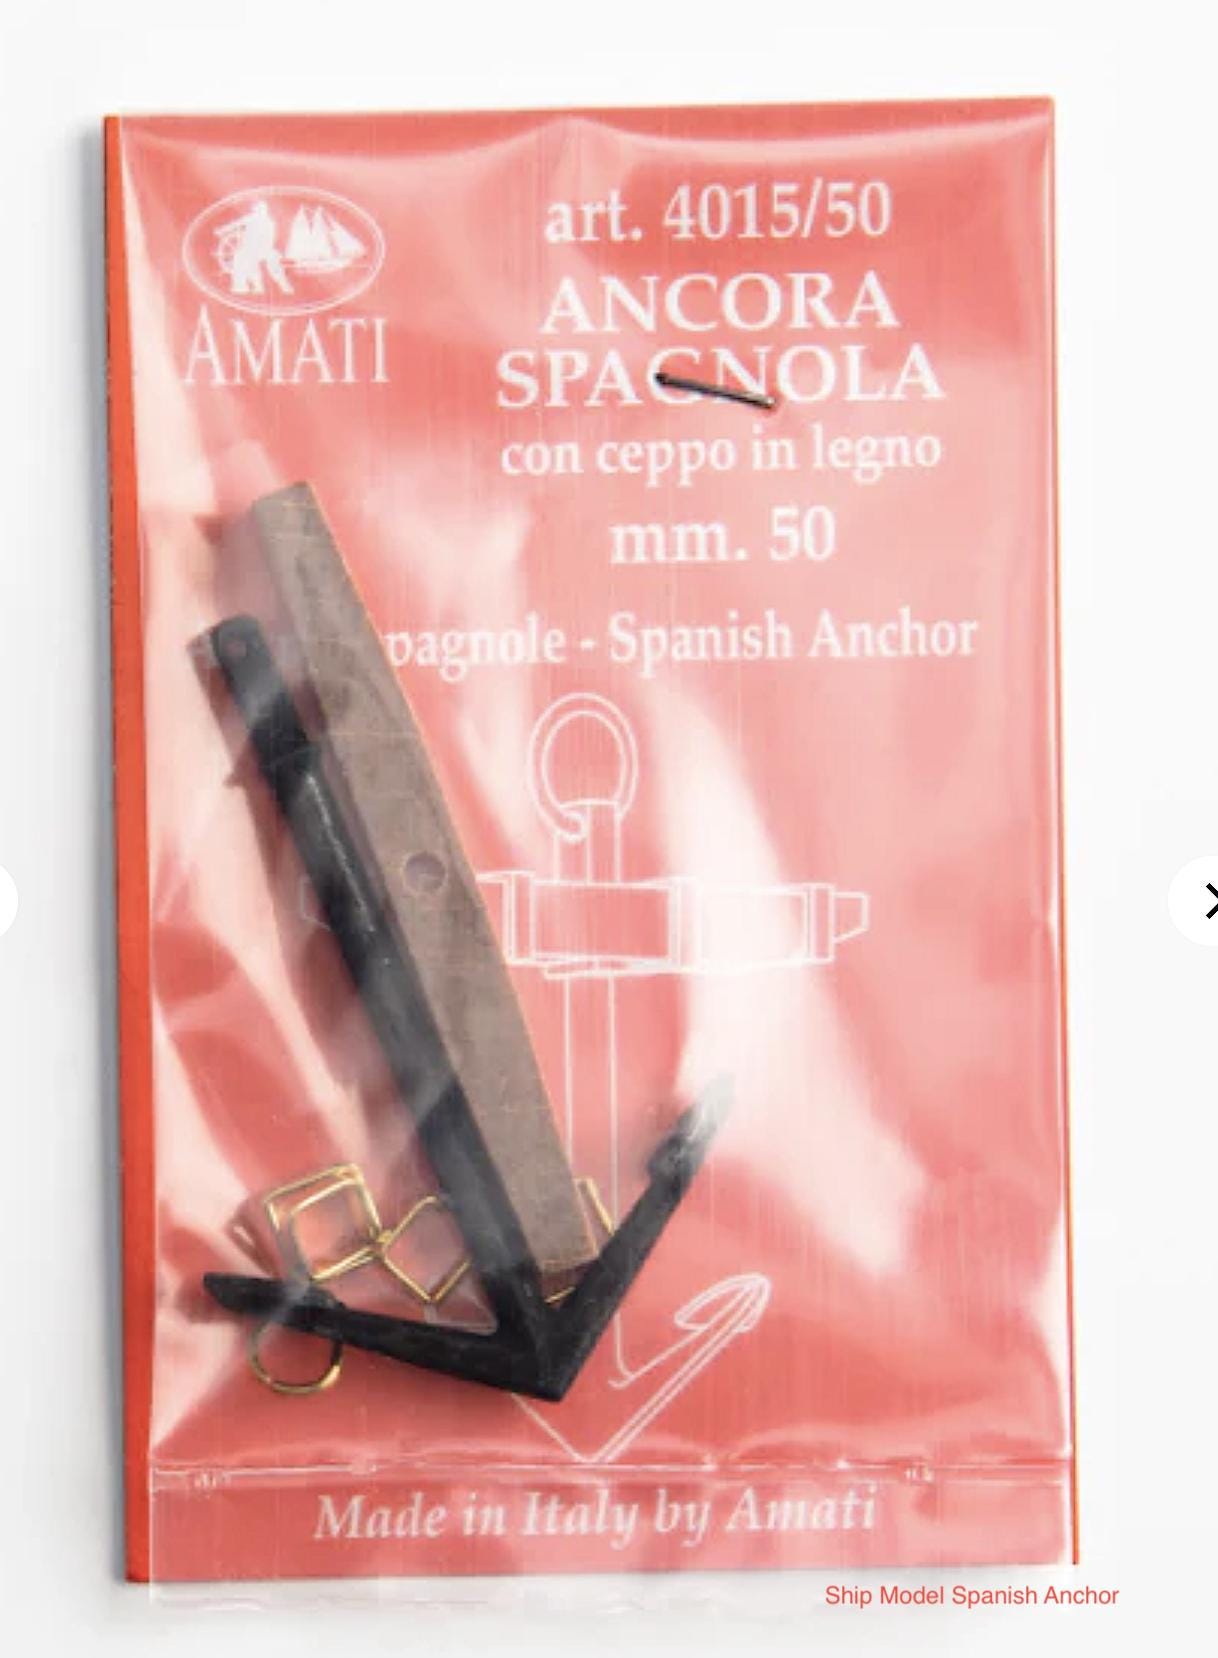 art. 4015/50
AMATI
ANCORA
SPAGNOLA
con ceppo in legno
mm. 50
pagnole - Spanish Anchor
Made in Italy by Amati
Ship Model Spanish Anchor